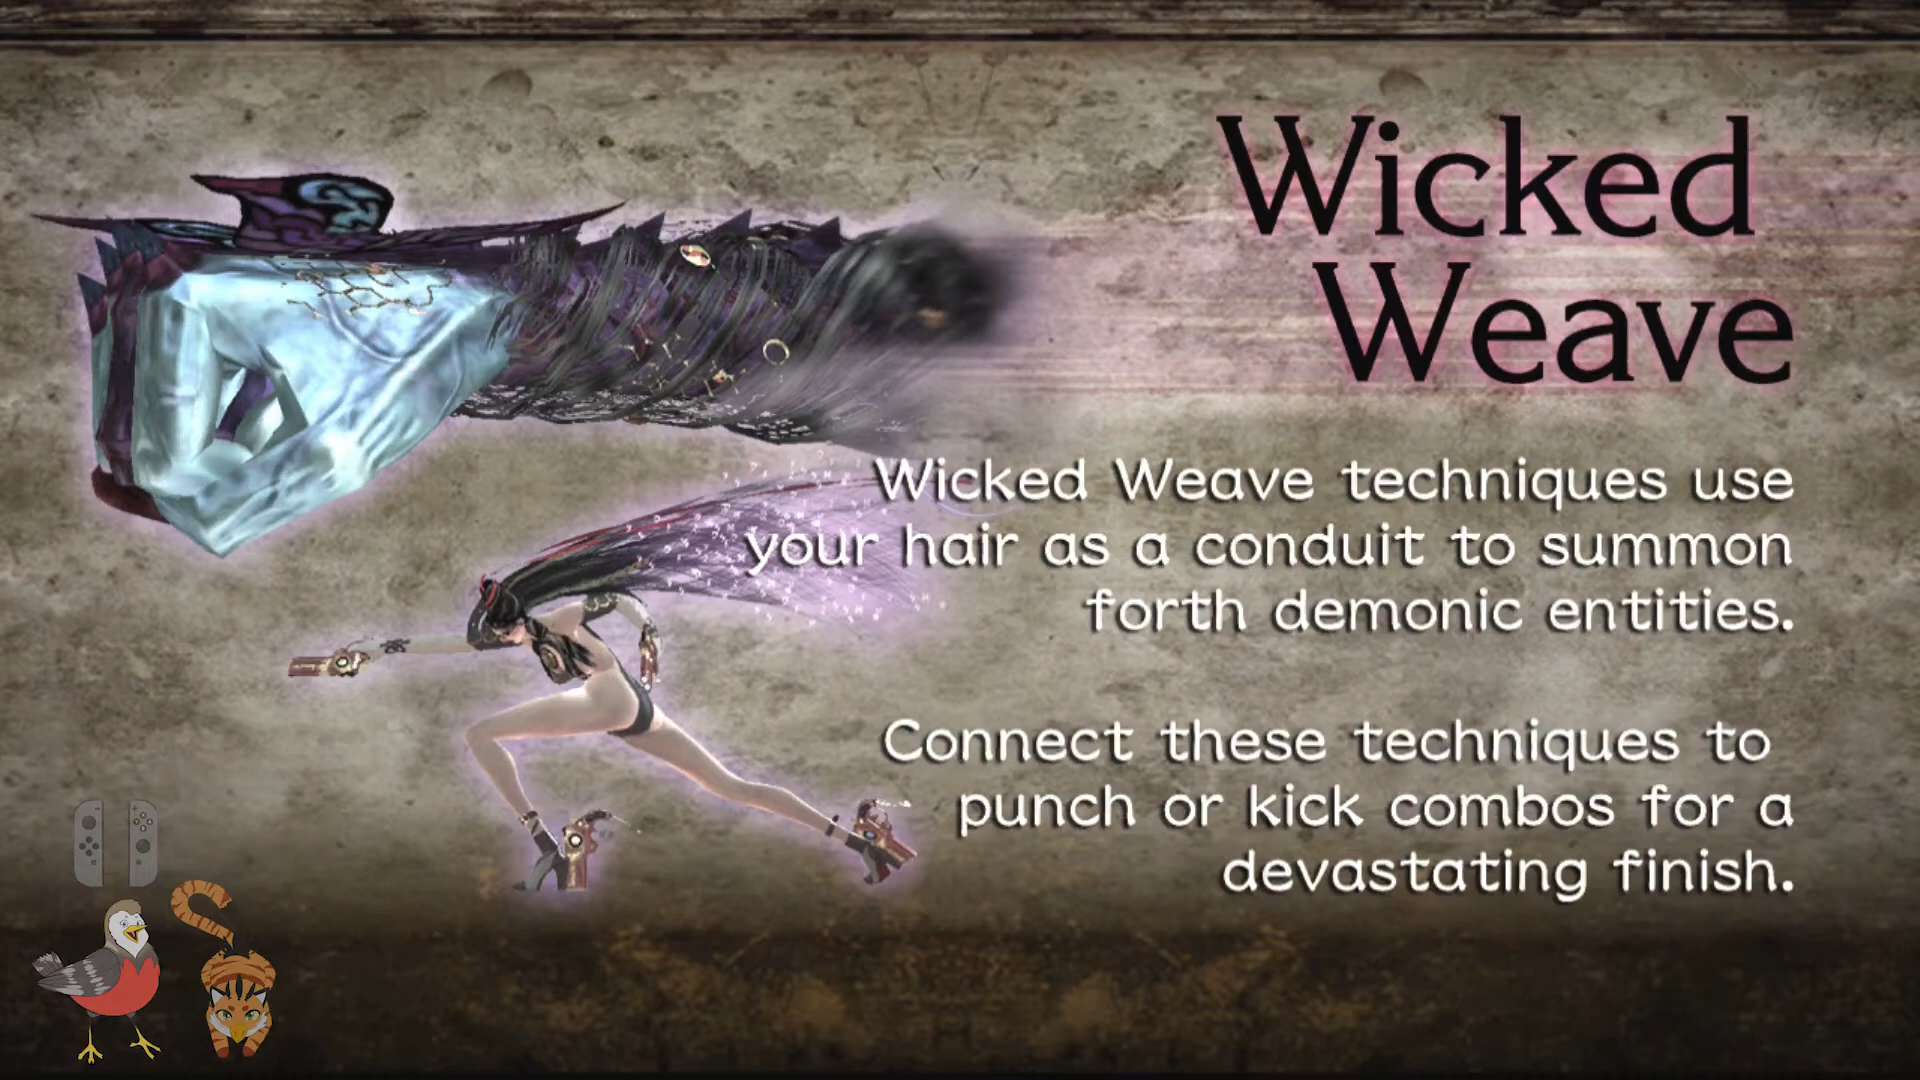 Wicked
Weave
Wicked Weave techniques use
your hair as a conduit to summon
forth demonic entities.
Connect these techniques to
punch or kick combos for a
devastating finish.